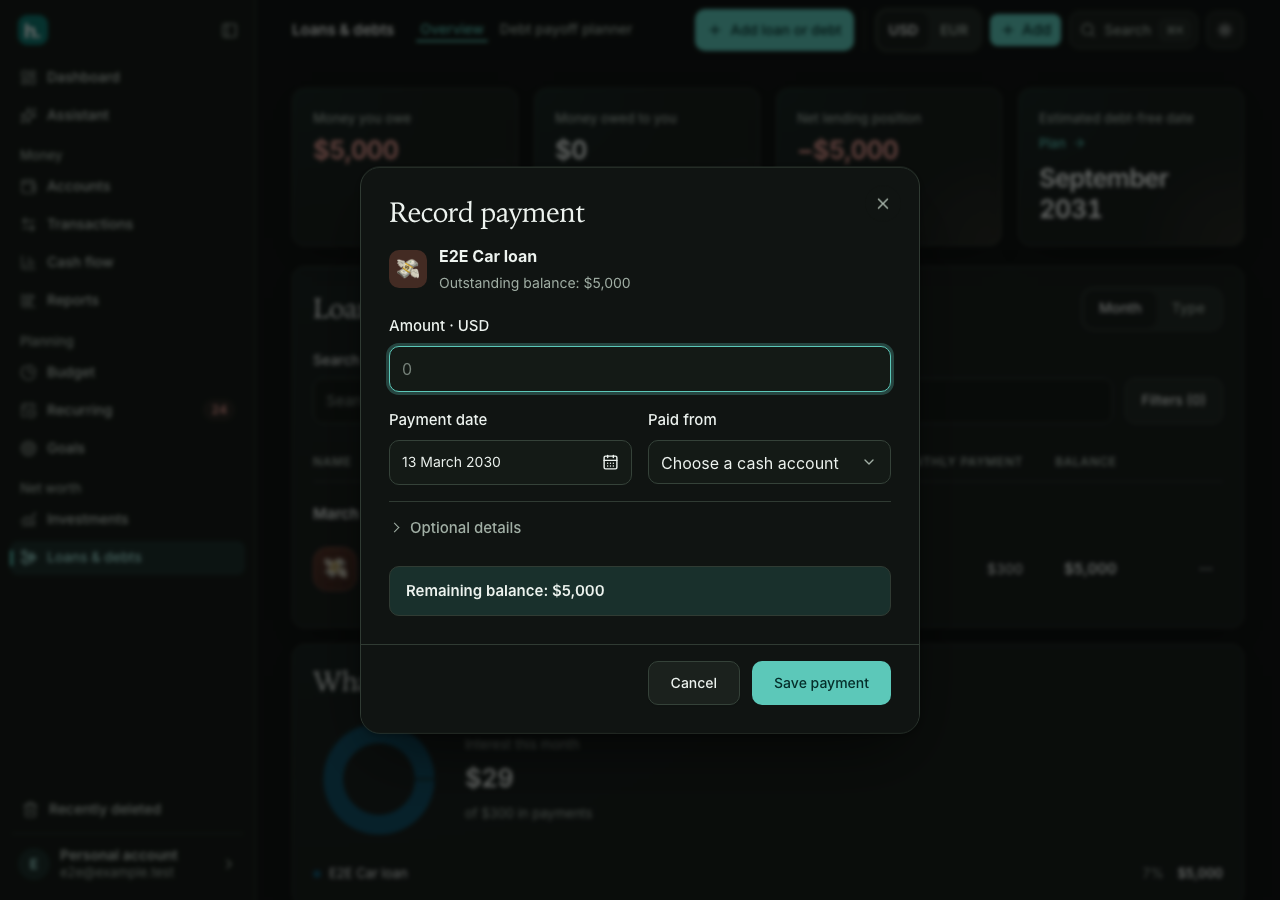 h.
Loans & debts
Overview
Debt payoff planner
+ Add loan or debt
USD
EUR
+ Add
Search
⌘K
Dashboard
Assistant
Money
Accounts
Transactions
Cash flow
Reports
Planning
Budget
Recurring
24
Goals
Net worth
Investments
Loans & debts
Recently deleted
E
Personal account
e2e@example.test
Money you owe
$5,000
Money owed to you
$0
Net lending position
−$5,000
Estimated debt-free date
Plan →
September
2031
Month
Type
Filters (0)
NAME
PAYMENT
BALANCE
March
$300
$5,000
—
Record payment
E2E Car loan
Outstanding balance: $5,000
Amount · USD
0
Payment date
Paid from
13 March 2030
Choose a cash account
Optional details
Remaining balance: $5,000
Cancel
Save payment
Interest this month
$29
of $300 in payments
E2E Car loan
7%
$5,000